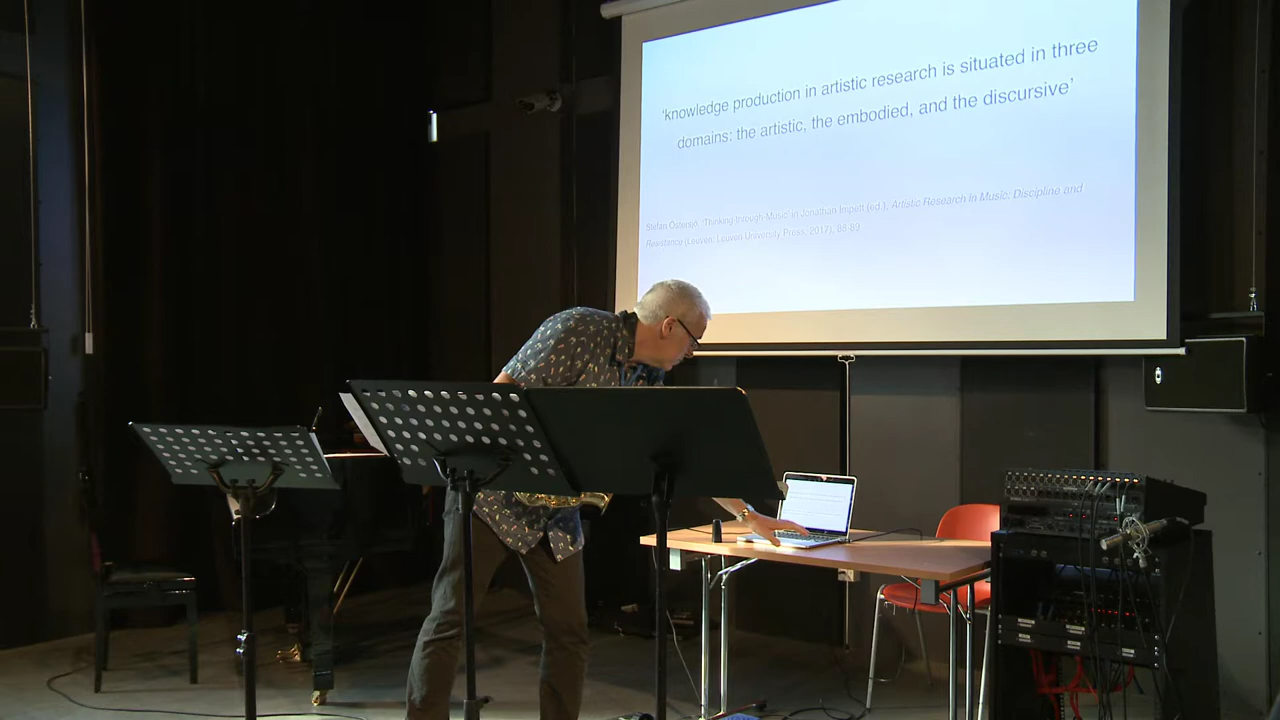 ‘knowledge production in artistic research is situated in three
domains: the artistic, the embodied, and the discursive’
Stefan Östersjö, ‘Thinking-through-Music’ in Jonathan Impett (ed.), Artistic Research in Music: Discipline and
Resistance (Leuven: Leuven University Press, 2017), 88-89